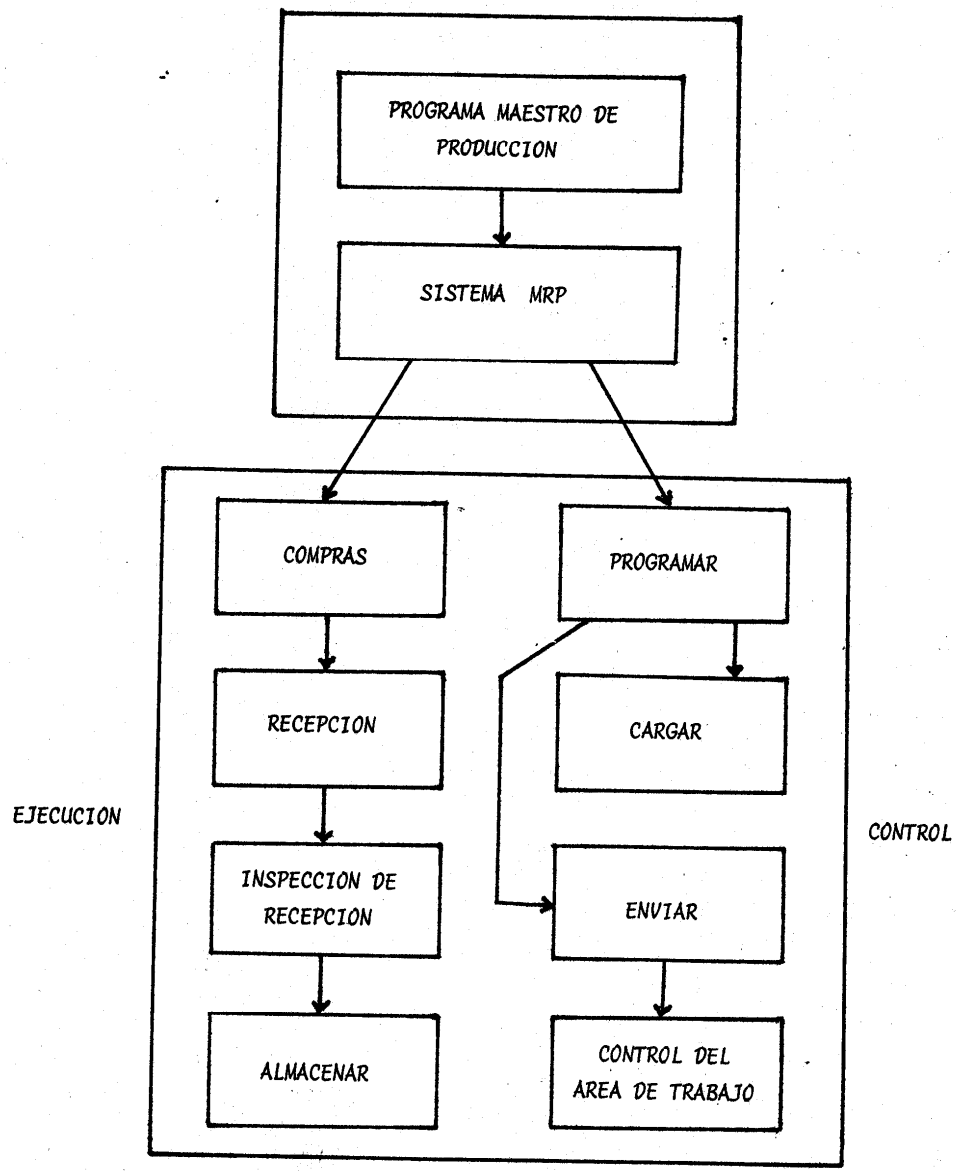 PROGRAMA MAESTRO DE
PRODUCCION
SISTEMA MRP
COMPRAS
PROGRAMAR
RECEPCION
CARGAR
EJECUCION
CONTROL
INSPECCION DE
RECEPCION
ENVIAR
ALMACENAR
CONTROL DEL
AREA DE TRABAJO